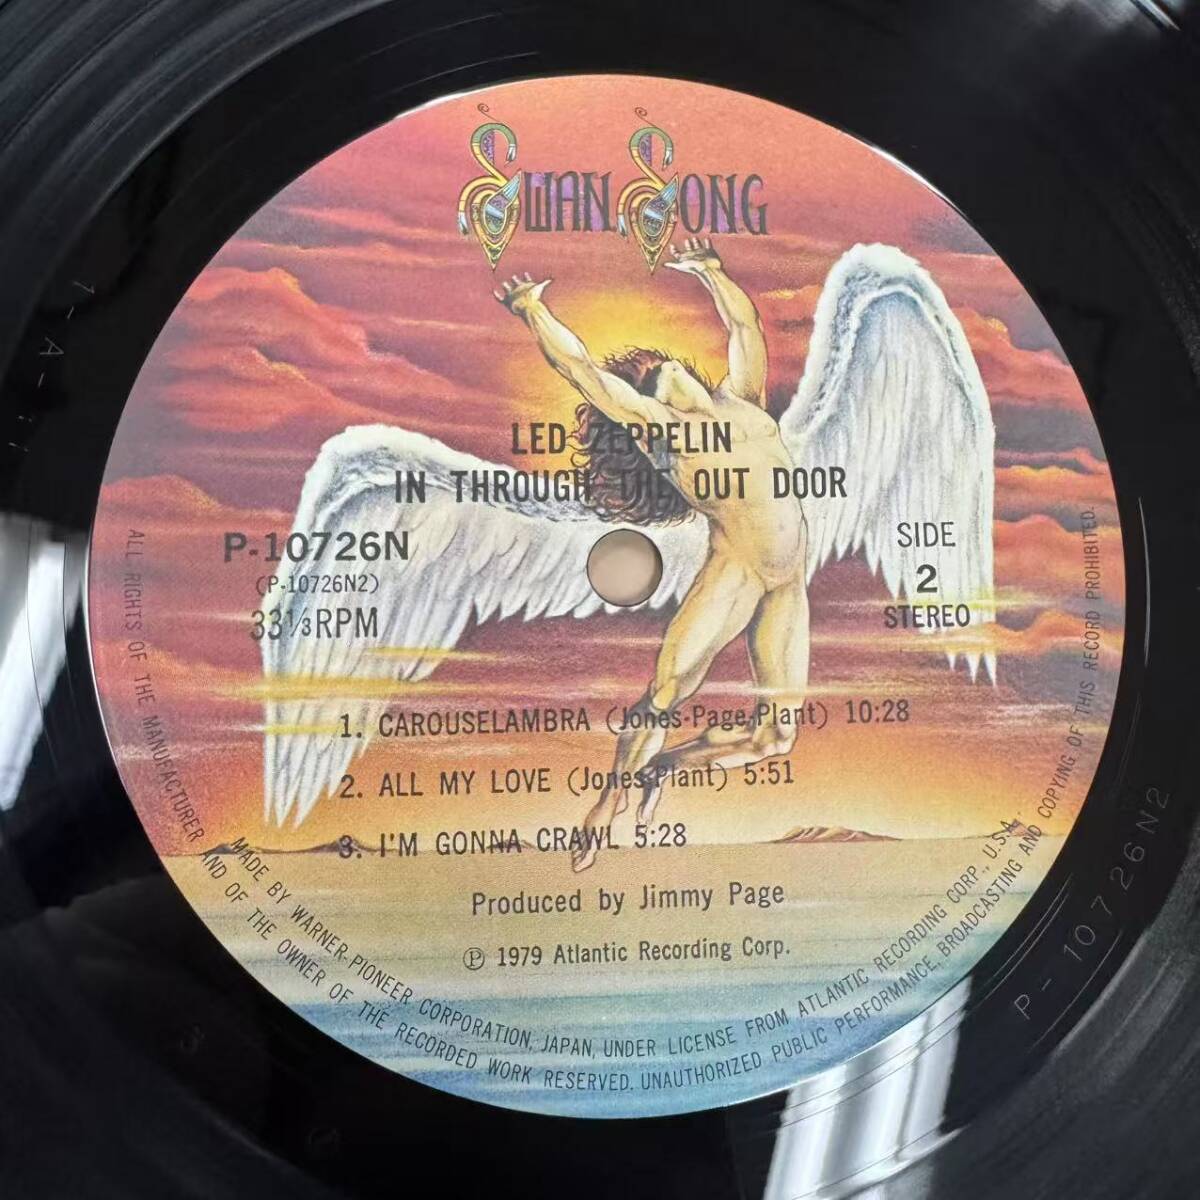 SWAN SONG
LED ZEPPELIN
IN THROUGH THE OUT DOOR
P-10726N
(P-10726N2)
33⅓RPM
SIDE
2
STEREO
1. CAROUSELAMBRA (Jones-Page-Plant) 10:28
2. ALL MY LOVE (Jones-Plant) 5:51
3. I'M GONNA CRAWL 5:28
Produced by Jimmy Page
Ⓟ 1979 Atlantic Recording Corp.
MADE BY WARNER-PIONEER CORPORATION, JAPAN, UNDER LICENSE FROM ATLANTIC RECORDING CORP., U.S.A.
ALL RIGHTS OF THE MANUFACTURER AND OF THE OWNER OF THE RECORDED WORK RESERVED. UNAUTHORIZED PUBLIC PERFORMANCE, BROADCASTING AND COPYING OF THIS RECORD PROHIBITED.
P-10726N2